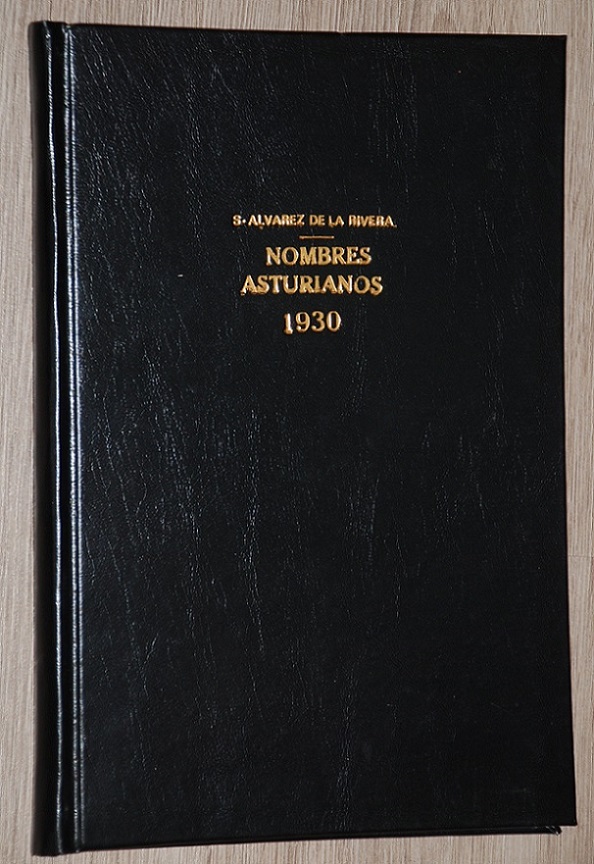 S. ALVAREZ DE LA RIVERA.
NOMBRES
ASTURIANOS
1930